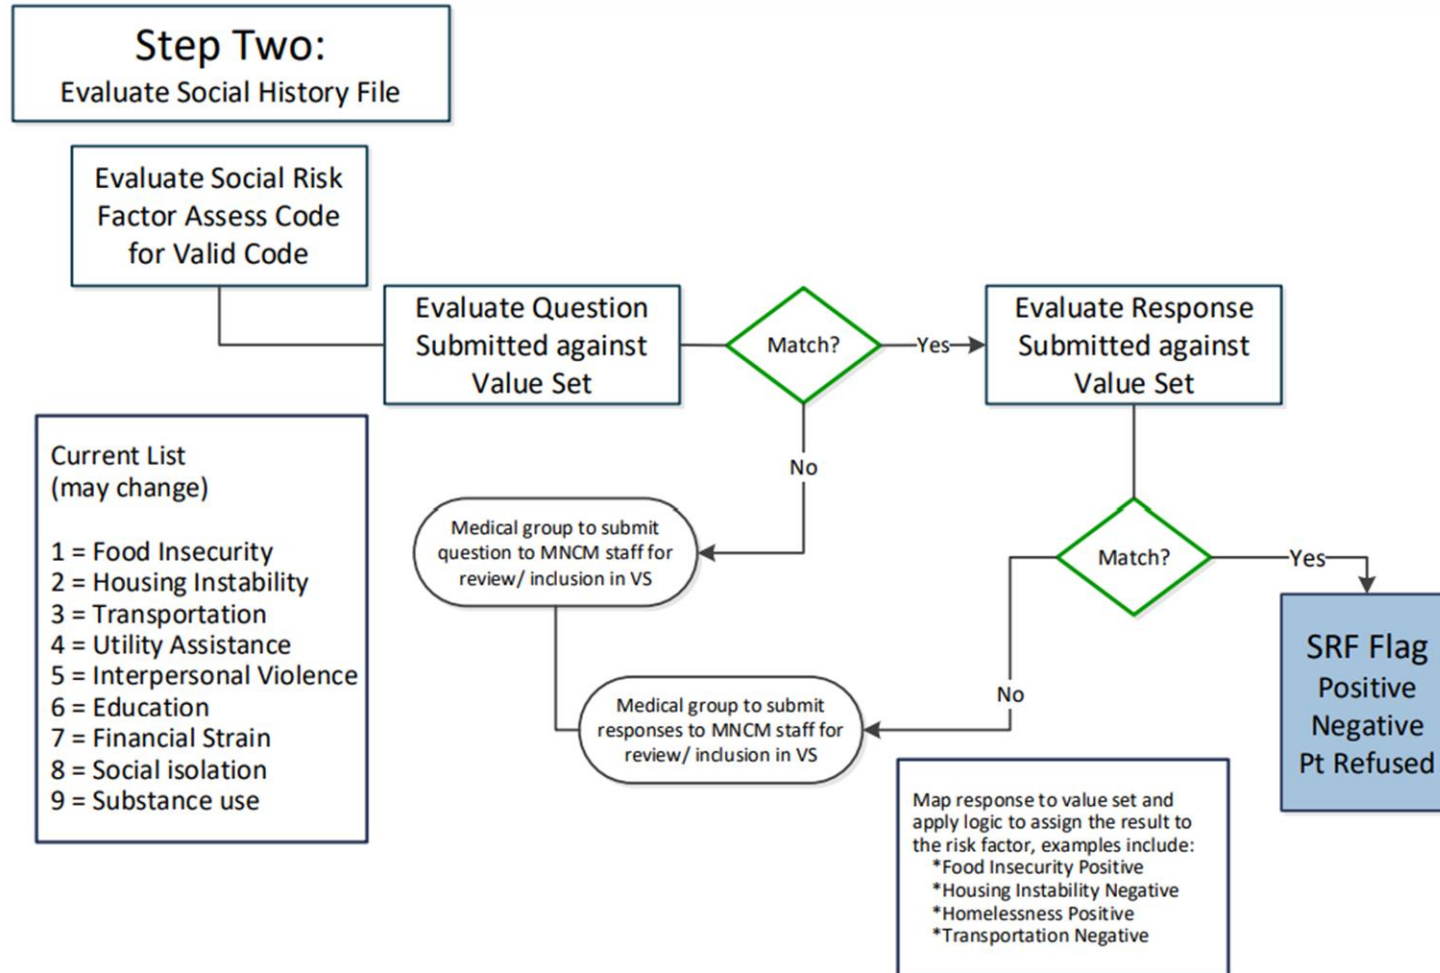 Step Two:
Evaluate Social History File
Evaluate Social Risk
Factor Assess Code
for Valid Code
Evaluate Question
Submitted against
Value Set
Match?
Yes
Evaluate Response
Submitted against
Value Set
No
Current List
(may change)
1 = Food Insecurity
2 = Housing Instability
3 = Transportation
4 = Utility Assistance
5 = Interpersonal Violence
6 = Education
7 = Financial Strain
8 = Social isolation
9 = Substance use
Medical group to submit
question to MNCM staff for
review/ inclusion in VS
Match?
Yes
SRF Flag
Positive
Negative
Pt Refused
No
Medical group to submit
responses to MNCM staff for
review/ inclusion in VS
Map response to value set and
apply logic to assign the result to
the risk factor, examples include:
*Food Insecurity Positive
*Housing Instability Negative
*Homelessness Positive
*Transportation Negative